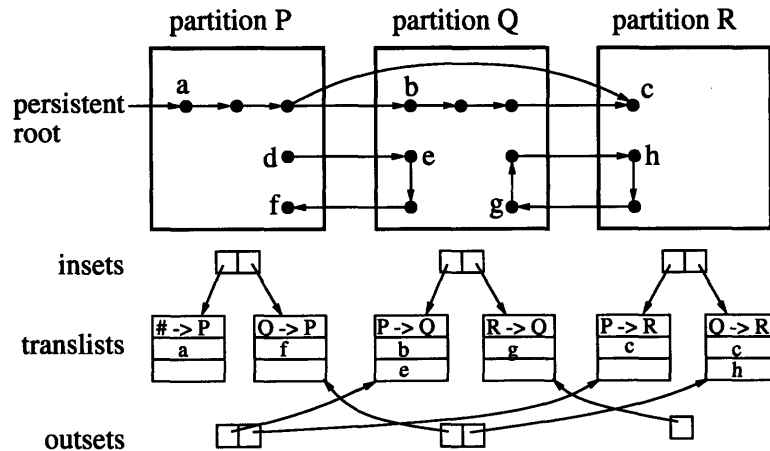 partition P partition Q partition R
a b c
persistent
root
d e h
f g
insets
# -> P Q -> P P -> Q R -> Q P -> R Q -> R
translists
a f b g c c
e h
outsets